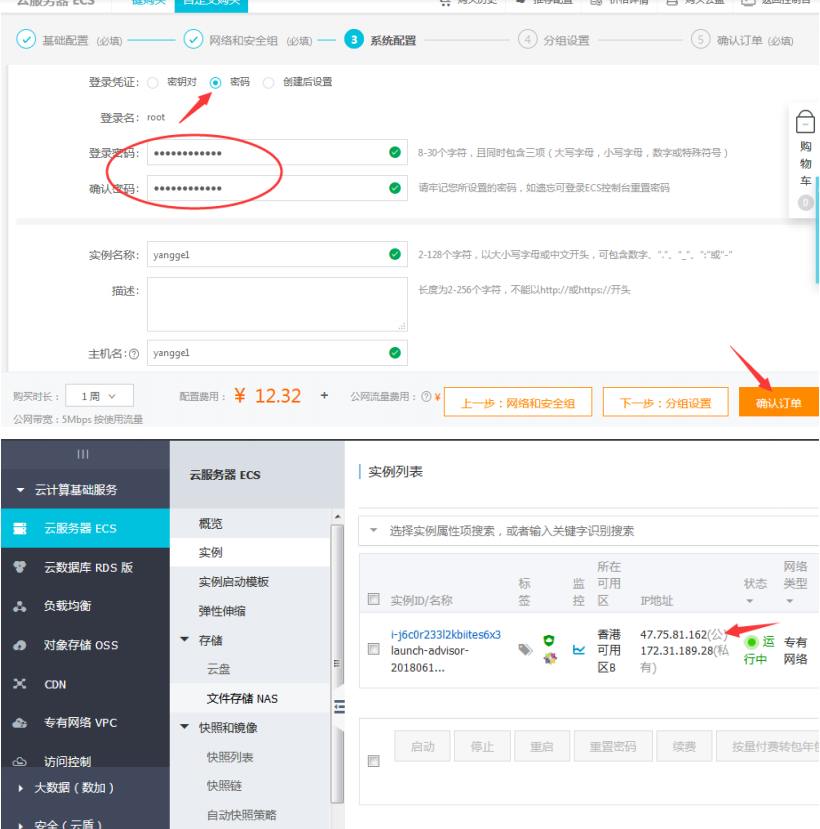 云服务器 ECS 一键购买 自定义购买 购买历史 推荐配置 价格详情 购买云盘 返回控制台
基础配置 (必填) 网络和安全组 (必填) 3 系统配置 4 分组设置 5 确认订单 (必填)
登录凭证: 密钥对 密码 创建后设置
登录名: root
登录密码: •••••••••••• 8-30个字符，且同时包含三项（大写字母，小写字母，数字或特殊符号）
确认密码: •••••••••••• 请牢记您所设置的密码，如遗忘可登录ECS控制台重置密码
购
物
车
0
实例名称: yangge1 2-128个字符，以大小写字母或中文开头，可包含数字、"."、"_"、":"或"-"
描述: 长度为2-256个字符，不能以http://或https://开头
主机名: ? yangge1
购买时长: 1周 配置费用: ¥ 12.32 + 公网流量费用: ? ¥ 上一步：网络和安全组 下一步：分组设置 确认订单
公网带宽：5Mbps 按使用流量
云计算基础服务
云服务器 ECS
云数据库 RDS 版
负载均衡
对象存储 OSS
CDN
专有网络 VPC
访问控制
大数据（数加）
安全（云盾）
云服务器 ECS
概览
实例
实例启动模板
弹性伸缩
存储
云盘
文件存储 NAS
快照和镜像
快照列表
快照链
自动快照策略
实例列表
选择实例属性项搜索，或者输入关键字识别搜索
实例ID/名称 标签 监控 所在可用区 IP地址 状态 网络类型
i-j6c0r233l2kbiites6x3
launch-advisor-
2018061...
香港
可用
区B
47.75.81.162(公)
172.31.189.28(私
有)
运
行中
专有
网络
启动 停止 重启 重置密码 续费 按量付费转包年包